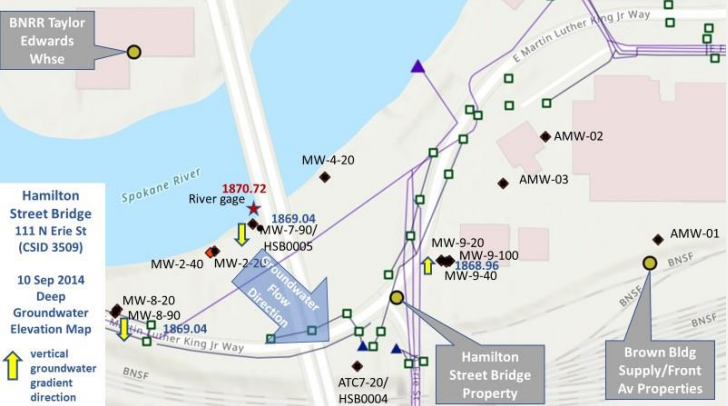 BNRR Taylor
Edwards
Whse
E Martin Luther King Jr Way
AMW-02
MW-4-20
AMW-03
Spokane River
1870.72
River gage
1869.04
MW-7-90/
HSB0005
Hamilton
Street Bridge
111 N Erie St
(CSID 3509)
10 Sep 2014
Deep
Groundwater
Elevation Map
vertical
groundwater
gradient
direction
MW-2-40
MW-2-20
Groundwater
Flow
Direction
MW-9-20
MW-9-100
1868.96
MW-9-40
AMW-01
BNSF
BNSF
BNSF
MW-8-20
MW-8-90
1869.04
Martin Luther King Jr Way
BNSF
ATC7-20/
HSB0004
Hamilton
Street Bridge
Property
Brown Bldg
Supply/Front
Av Properties